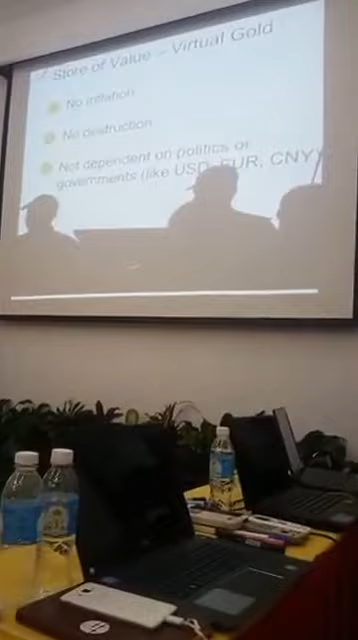 Store of Value – Virtual Gold
No inflation
No destruction
Not dependent on politics or
governments (like USD, EUR, CNY)